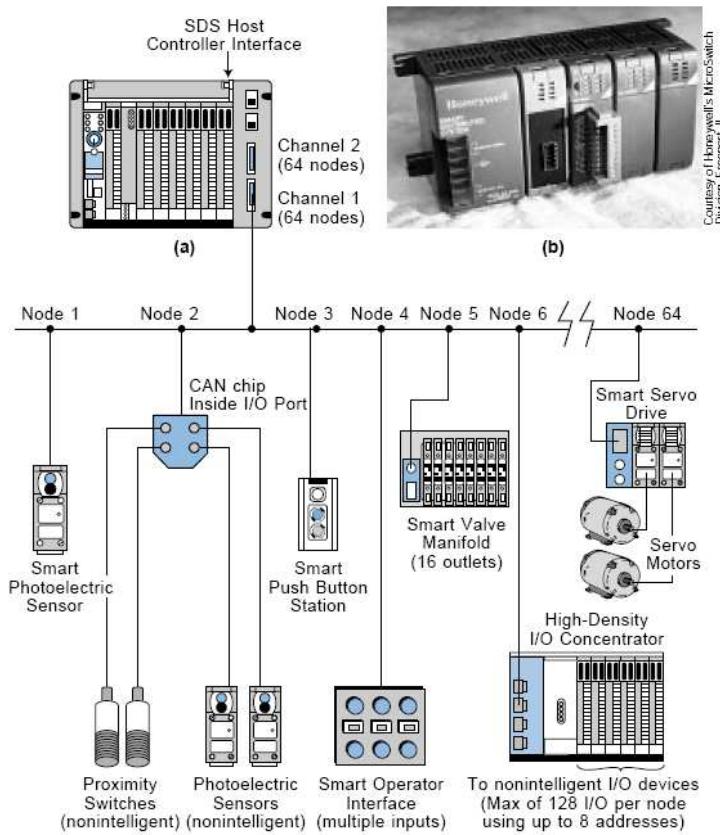 SDS Host
Controller Interface
Channel 2
(64 nodes)
Channel 1
(64 nodes)
(a)
Honeywell
(b)
Courtesy of Honeywell's MicroSwitch
Division, Freeport, IL
Node 1
Node 2
Node 3
Node 4
Node 5
Node 6
Node 64
CAN chip
Inside I/O Port
Smart Servo
Drive
Smart
Photoelectric
Sensor
Smart
Push Button
Station
Smart Valve
Manifold
(16 outlets)
Servo
Motors
High-Density
I/O Concentrator
Proximity
Switches
(nonintelligent)
Photoelectric
Sensors
(nonintelligent)
Smart Operator
Interface
(multiple inputs)
To nonintelligent I/O devices
(Max of 128 I/O per node
using up to 8 addresses)